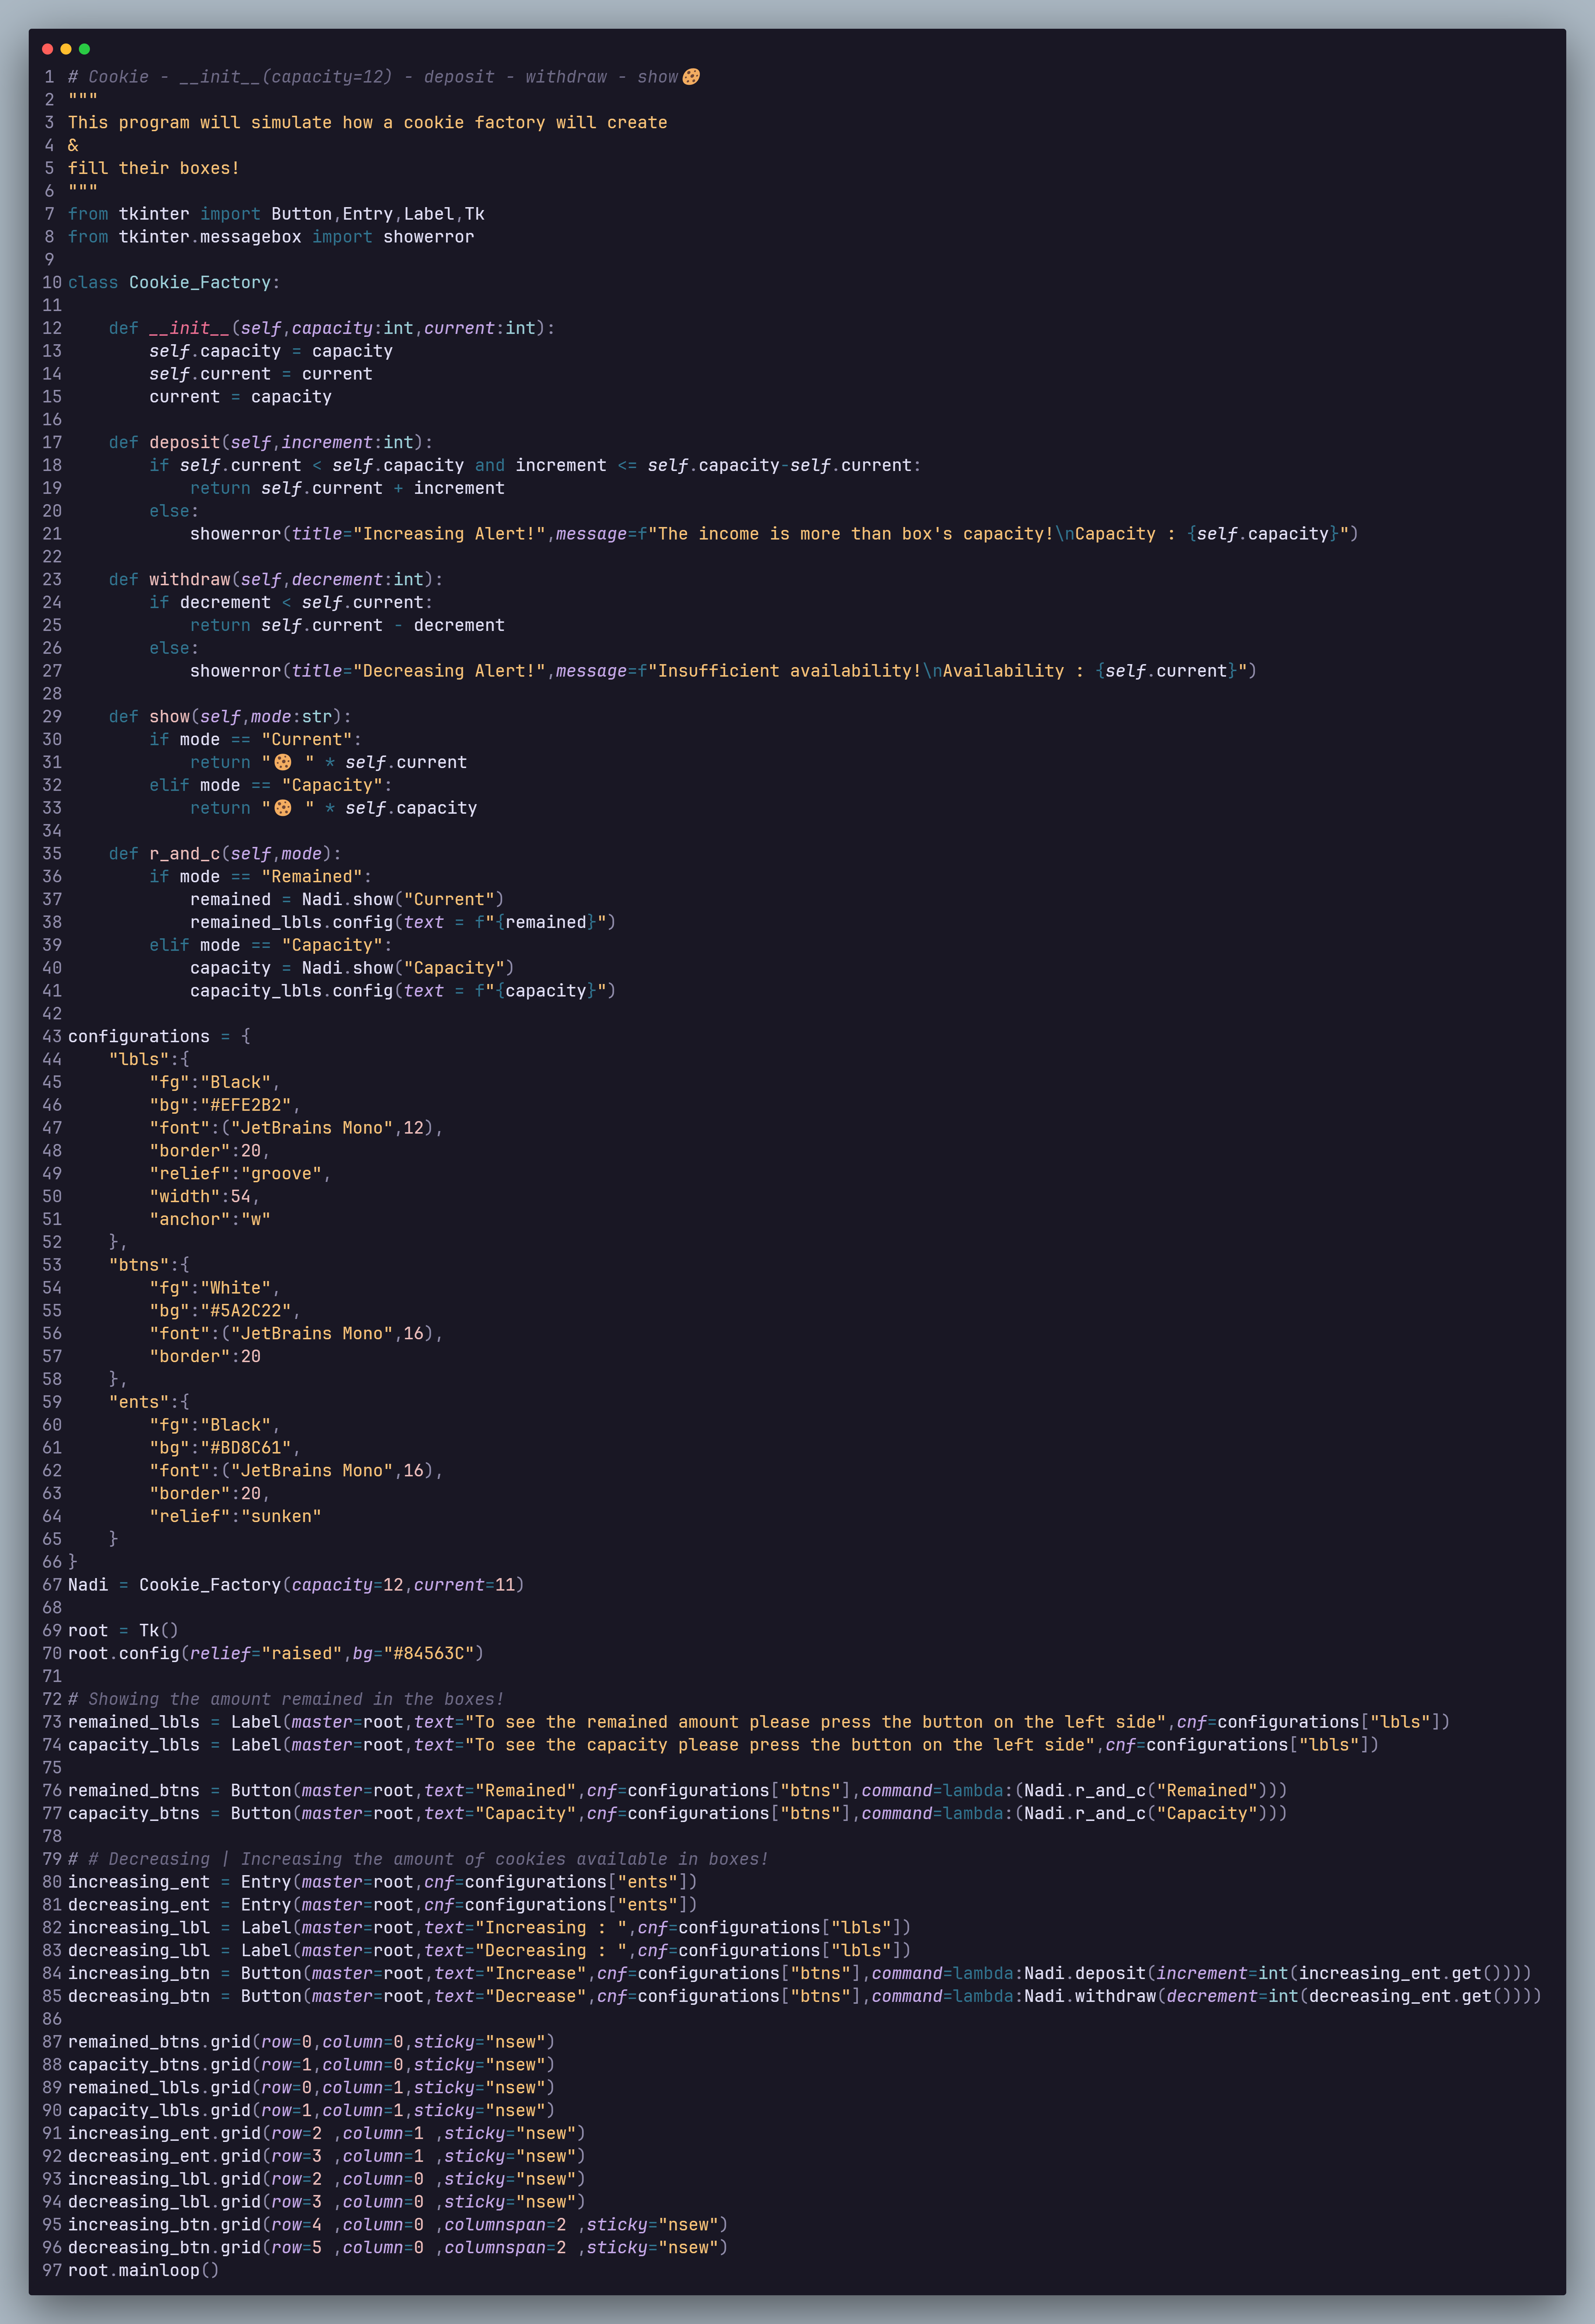 1 # Cookie - __init__(capacity=12) - deposit - withdraw - show🍪
2 """
3 This program will simulate how a cookie factory will create
4 &
5 fill their boxes!
6 """
7 from tkinter import Button,Entry,Label,Tk
8 from tkinter.messagebox import showerror
9
10 class Cookie_Factory:
11
12     def __init__(self,capacity:int,current:int):
13         self.capacity = capacity
14         self.current = current
15         current = capacity
16
17     def deposit(self,increment:int):
18         if self.current < self.capacity and increment <= self.capacity-self.current:
19             return self.current + increment
20         else:
21             showerror(title="Increasing Alert!",message=f"The income is more than box's capacity!\nCapacity : {self.capacity}")
22
23     def withdraw(self,decrement:int):
24         if decrement < self.current:
25             return self.current - decrement
26         else:
27             showerror(title="Decreasing Alert!",message=f"Insufficient availability!\nAvailability : {self.current}")
28
29     def show(self,mode:str):
30         if mode == "Current":
31             return "🍪 " * self.current
32         elif mode == "Capacity":
33             return "🍪 " * self.capacity
34
35     def r_and_c(self,mode):
36         if mode == "Remained":
37             remained = Nadi.show("Current")
38             remained_lbls.config(text = f"{remained}")
39         elif mode == "Capacity":
40             capacity = Nadi.show("Capacity")
41             capacity_lbls.config(text = f"{capacity}")
42
43 configurations = {
44     "lbls":{
45         "fg":"Black",
46         "bg":"#EFE2B2",
47         "font":("JetBrains Mono",12),
48         "border":20,
49         "relief":"groove",
50         "width":54,
51         "anchor":"w"
52     },
53     "btns":{
54         "fg":"White",
55         "bg":"#5A2C22",
56         "font":("JetBrains Mono",16),
57         "border":20
58     },
59     "ents":{
60         "fg":"Black",
61         "bg":"#BD8C61",
62         "font":("JetBrains Mono",16),
63         "border":20,
64         "relief":"sunken"
65     }
66 }
67 Nadi = Cookie_Factory(capacity=12,current=11)
68
69 root = Tk()
70 root.config(relief="raised",bg="#84563C")
71
72 # Showing the amount remained in the boxes!
73 remained_lbls = Label(master=root,text="To see the remained amount please press the button on the left side",cnf=configurations["lbls"])
74 capacity_lbls = Label(master=root,text="To see the capacity please press the button on the left side",cnf=configurations["lbls"])
75
76 remained_btns = Button(master=root,text="Remained",cnf=configurations["btns"],command=lambda:(Nadi.r_and_c("Remained")))
77 capacity_btns = Button(master=root,text="Capacity",cnf=configurations["btns"],command=lambda:(Nadi.r_and_c("Capacity")))
78
79 # # Decreasing | Increasing the amount of cookies available in boxes!
80 increasing_ent = Entry(master=root,cnf=configurations["ents"])
81 decreasing_ent = Entry(master=root,cnf=configurations["ents"])
82 increasing_lbl = Label(master=root,text="Increasing : ",cnf=configurations["lbls"])
83 decreasing_lbl = Label(master=root,text="Decreasing : ",cnf=configurations["lbls"])
84 increasing_btn = Button(master=root,text="Increase",cnf=configurations["btns"],command=lambda:Nadi.deposit(increment=int(increasing_ent.get())))
85 decreasing_btn = Button(master=root,text="Decrease",cnf=configurations["btns"],command=lambda:Nadi.withdraw(decrement=int(decreasing_ent.get())))
86
87 remained_btns.grid(row=0,column=0,sticky="nsew")
88 capacity_btns.grid(row=1,column=0,sticky="nsew")
89 remained_lbls.grid(row=0,column=1,sticky="nsew")
90 capacity_lbls.grid(row=1,column=1,sticky="nsew")
91 increasing_ent.grid(row=2 ,column=1 ,sticky="nsew")
92 decreasing_ent.grid(row=3 ,column=1 ,sticky="nsew")
93 increasing_lbl.grid(row=2 ,column=0 ,sticky="nsew")
94 decreasing_lbl.grid(row=3 ,column=0 ,sticky="nsew")
95 increasing_btn.grid(row=4 ,column=0 ,columnspan=2 ,sticky="nsew")
96 decreasing_btn.grid(row=5 ,column=0 ,columnspan=2 ,sticky="nsew")
97 root.mainloop()